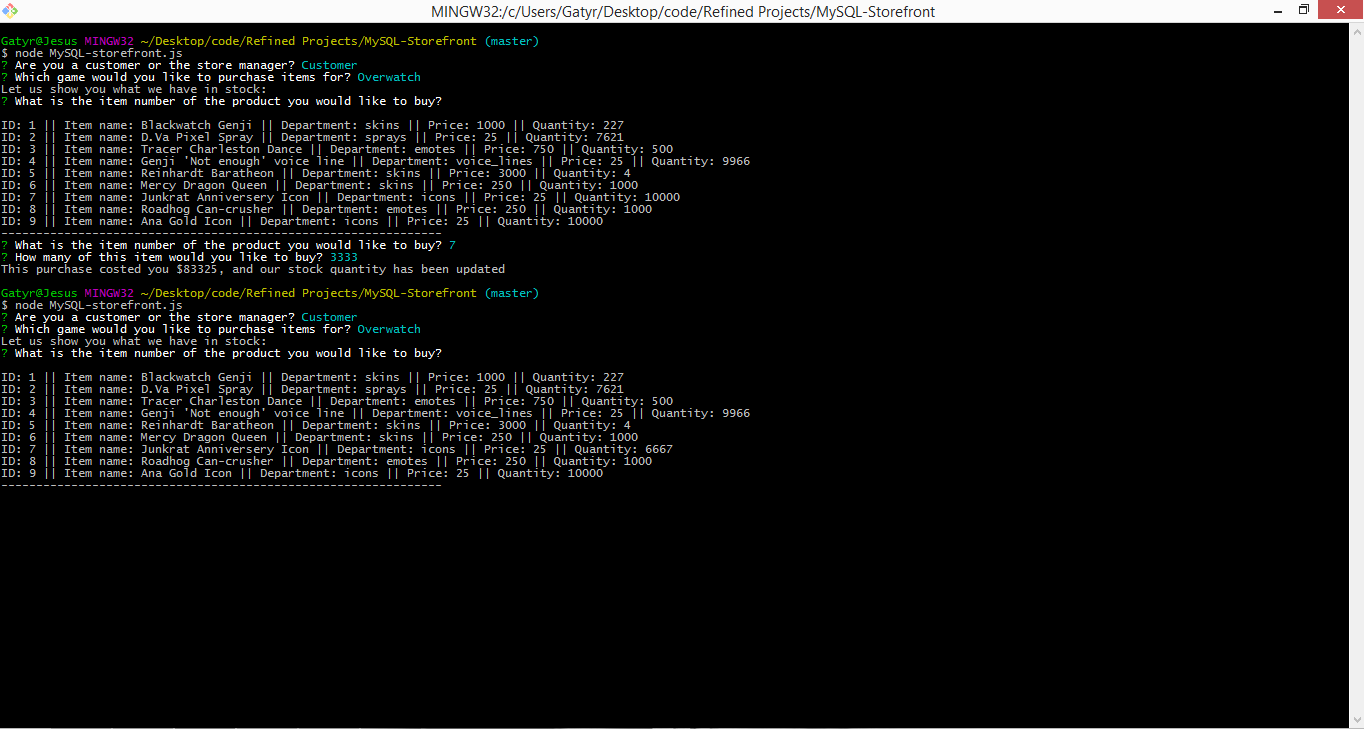 MINGW32:/c/Users/Gatyr/Desktop/code/Refined Projects/MySQL-Storefront
Gatyr@Jesus MINGW32 ~/Desktop/code/Refined Projects/MySQL-Storefront (master)
$ node MySQL-storefront.js
? Are you a customer or the store manager? Customer
? Which game would you like to purchase items for? Overwatch
Let us show you what we have in stock:
? What is the item number of the product you would like to buy?
ID: 1 || Item name: Blackwatch Genji || Department: skins || Price: 1000 || Quantity: 227
ID: 2 || Item name: D.Va Pixel Spray || Department: sprays || Price: 25 || Quantity: 7621
ID: 3 || Item name: Tracer Charleston Dance || Department: emotes || Price: 750 || Quantity: 500
ID: 4 || Item name: Genji 'Not enough' voice line || Department: voice_lines || Price: 25 || Quantity: 9966
ID: 5 || Item name: Reinhardt Baratheon || Department: skins || Price: 3000 || Quantity: 4
ID: 6 || Item name: Mercy Dragon Queen || Department: skins || Price: 250 || Quantity: 1000
ID: 7 || Item name: Junkrat Anniversery Icon || Department: icons || Price: 25 || Quantity: 10000
ID: 8 || Item name: Roadhog Can-crusher || Department: emotes || Price: 250 || Quantity: 1000
ID: 9 || Item name: Ana Gold Icon || Department: icons || Price: 25 || Quantity: 10000
---------------------------------------------------------------
? What is the item number of the product you would like to buy? 7
? How many of this item would you like to buy? 3333
This purchase costed you $83325, and our stock quantity has been updated
Gatyr@Jesus MINGW32 ~/Desktop/code/Refined Projects/MySQL-Storefront (master)
$ node MySQL-storefront.js
? Are you a customer or the store manager? Customer
? Which game would you like to purchase items for? Overwatch
Let us show you what we have in stock:
? What is the item number of the product you would like to buy?
ID: 1 || Item name: Blackwatch Genji || Department: skins || Price: 1000 || Quantity: 227
ID: 2 || Item name: D.Va Pixel Spray || Department: sprays || Price: 25 || Quantity: 7621
ID: 3 || Item name: Tracer Charleston Dance || Department: emotes || Price: 750 || Quantity: 500
ID: 4 || Item name: Genji 'Not enough' voice line || Department: voice_lines || Price: 25 || Quantity: 9966
ID: 5 || Item name: Reinhardt Baratheon || Department: skins || Price: 3000 || Quantity: 4
ID: 6 || Item name: Mercy Dragon Queen || Department: skins || Price: 250 || Quantity: 1000
ID: 7 || Item name: Junkrat Anniversery Icon || Department: icons || Price: 25 || Quantity: 6667
ID: 8 || Item name: Roadhog Can-crusher || Department: emotes || Price: 250 || Quantity: 1000
ID: 9 || Item name: Ana Gold Icon || Department: icons || Price: 25 || Quantity: 10000
---------------------------------------------------------------